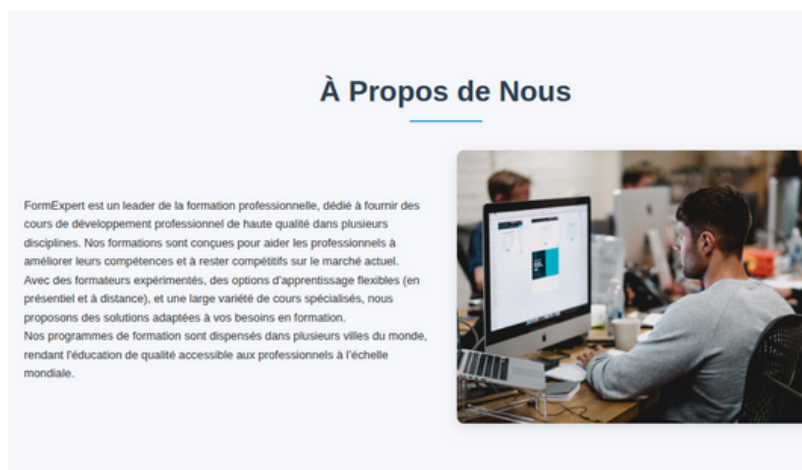 À Propos de Nous
FormExpert est un leader de la formation professionnelle, dédié à fournir des
cours de développement professionnel de haute qualité dans plusieurs
disciplines. Nos formations sont conçues pour aider les professionnels à
améliorer leurs compétences et à rester compétitifs sur le marché actuel.
Avec des formateurs expérimentés, des options d'apprentissage flexibles (en
présentiel et à distance), et une large variété de cours spécialisés, nous
proposons des solutions adaptées à vos besoins en formation.
Nos programmes de formation sont dispensés dans plusieurs villes du monde,
rendant l'éducation de qualité accessible aux professionnels à l'échelle
mondiale.